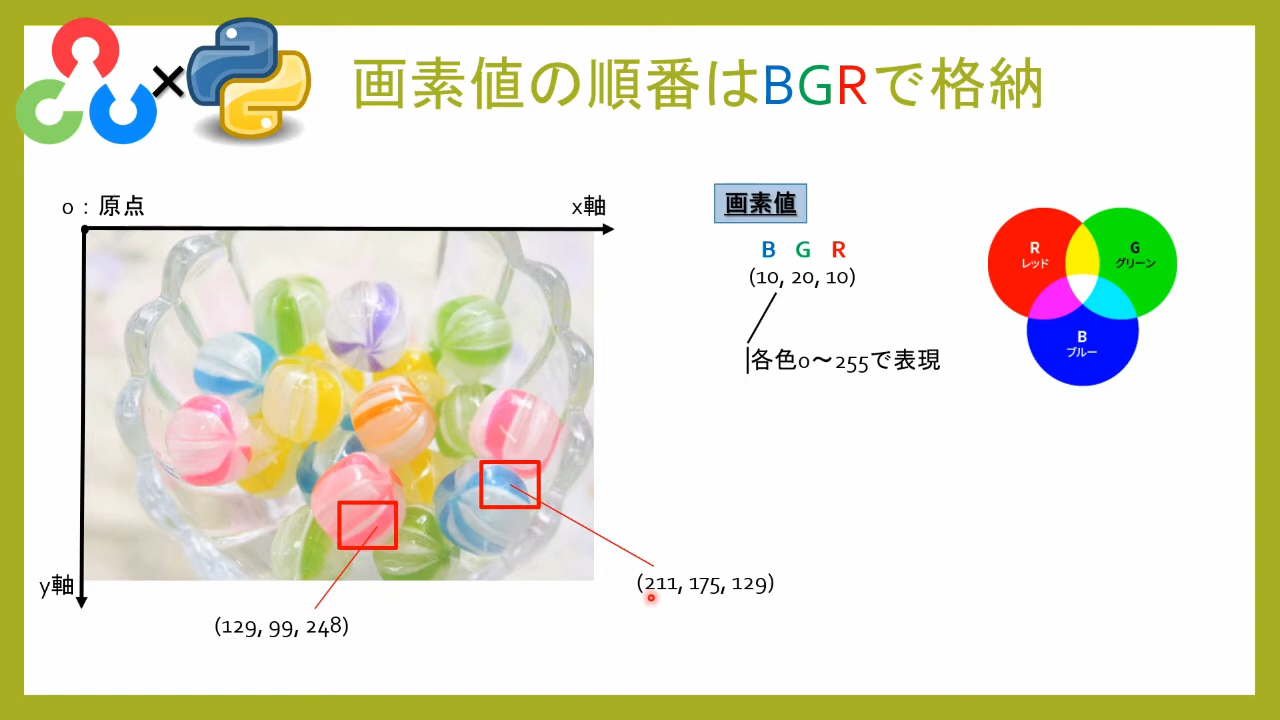 画素値の順番はBGRで格納
0：原点
x軸
y軸
(129, 99, 248)
(211, 175, 129)
画素値
B G R
(10, 20, 10)
各色0～255で表現
R
レッド
G
グリーン
B
ブルー